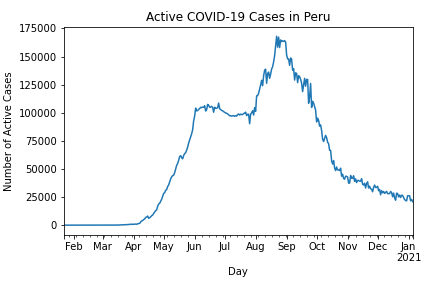 Active COVID-19 Cases in Peru
Number of Active Cases
175000
150000
125000
100000
75000
50000
25000
0
Feb Mar Apr May Jun Jul Aug Sep Oct Nov Dec Jan
2021
Day